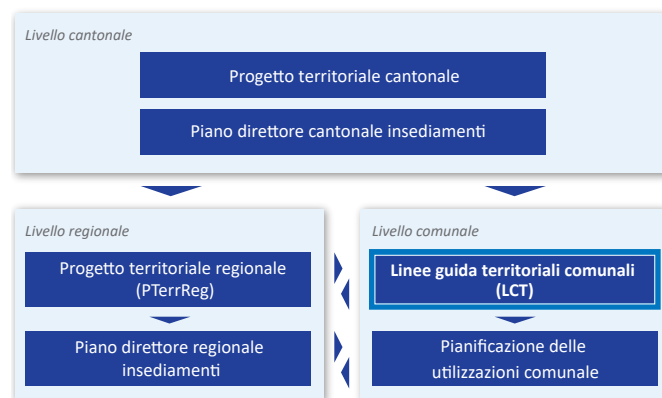 Livello cantonale
Progetto territoriale cantonale
Piano direttore cantonale insediamenti
Livello regionale
Progetto territoriale regionale
(PTerrReg)
Piano direttore regionale
insediamenti
Livello comunale
Linee guida territoriali comunali
(LCT)
Pianificazione delle
utilizzazioni comunale